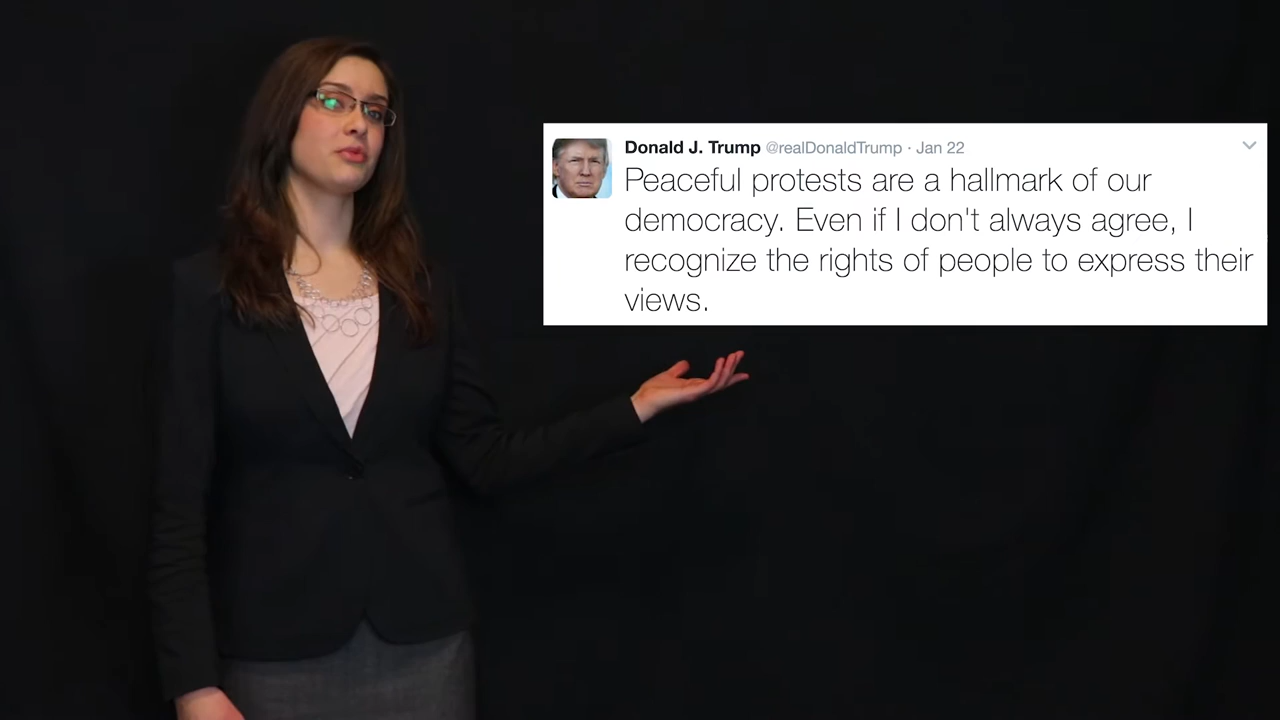 Donald J. Trump @realDonaldTrump · Jan 22
Peaceful protests are a hallmark of our
democracy. Even if I don't always agree, I
recognize the rights of people to express their
views.